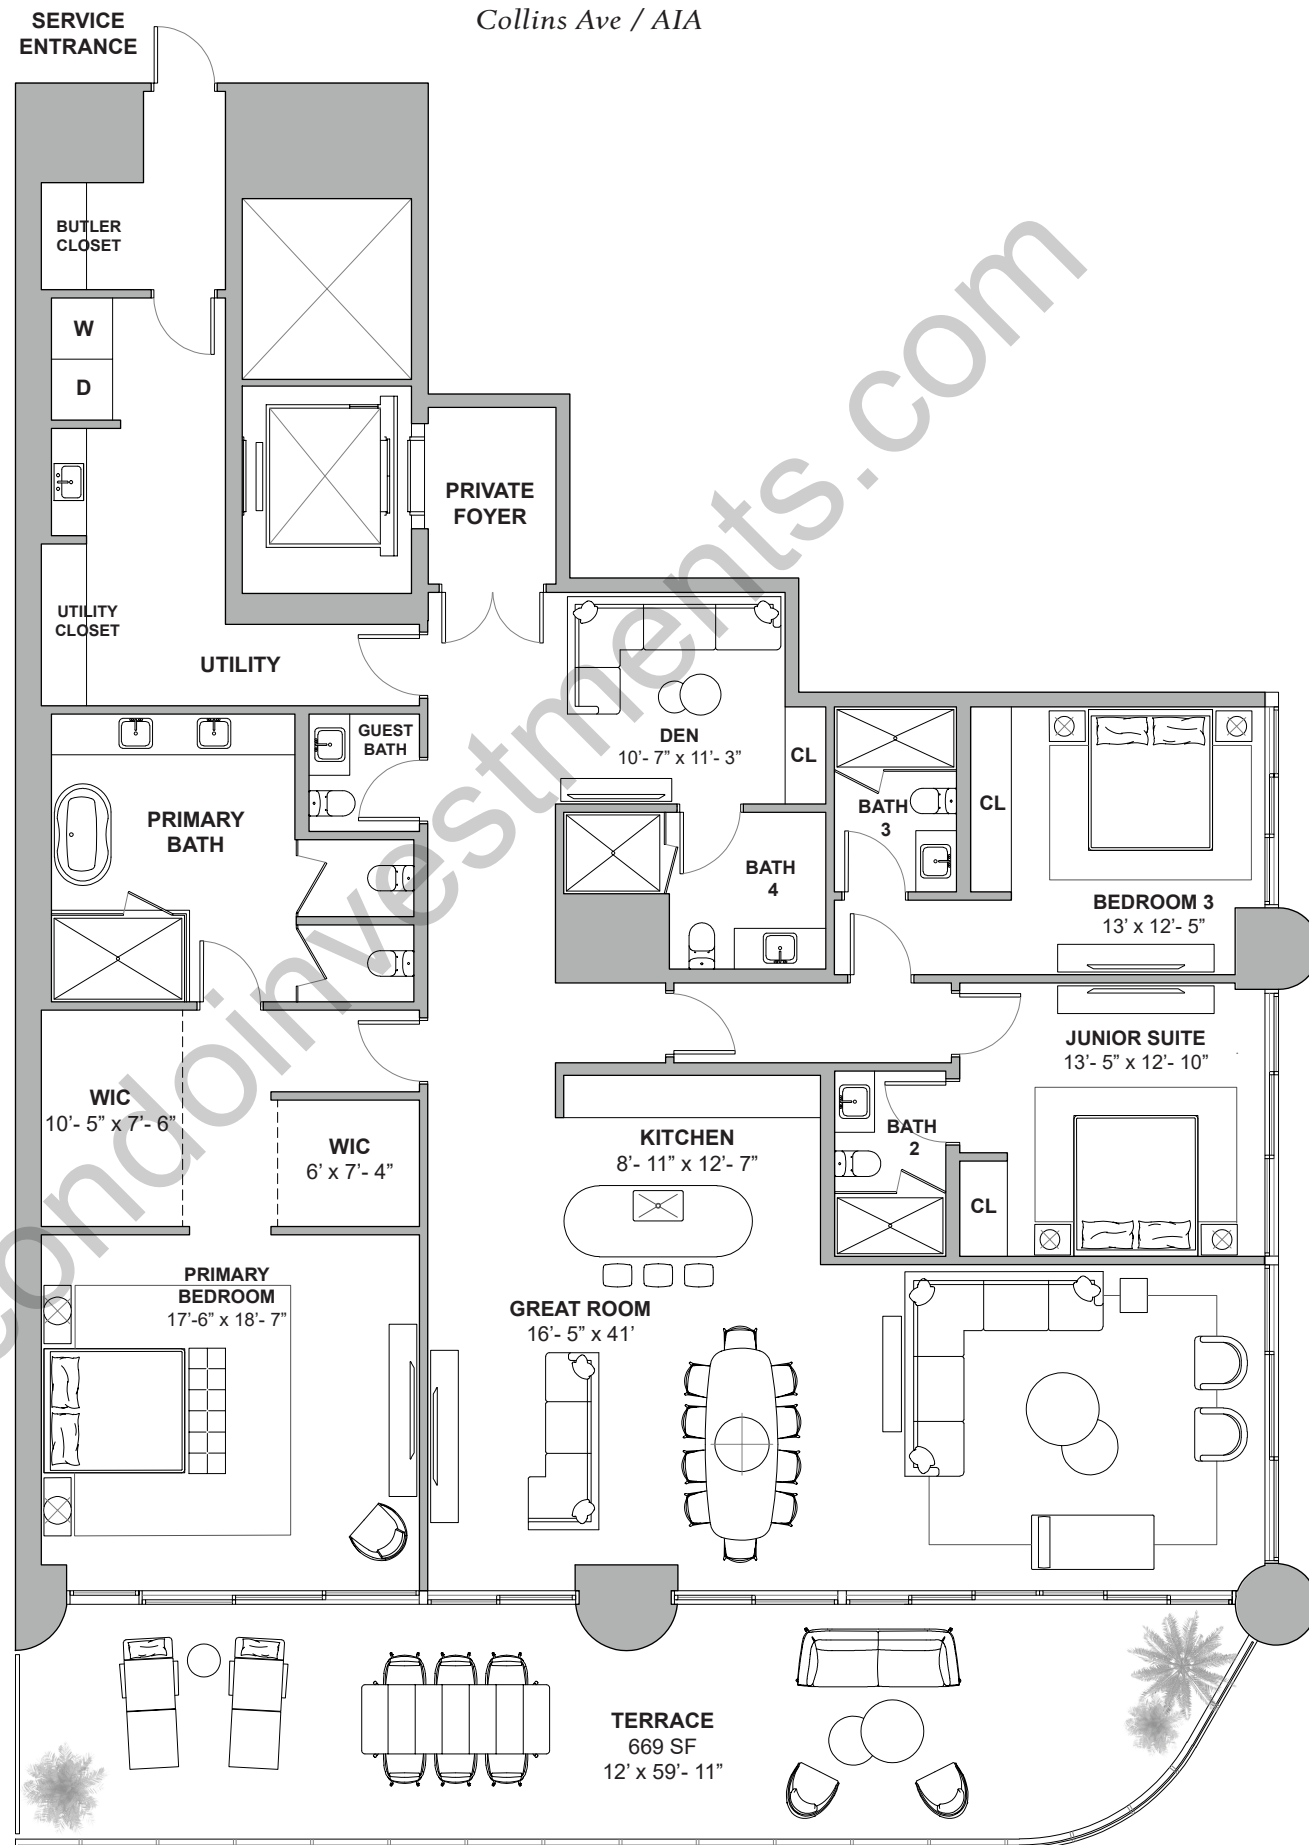 SERVICE
ENTRANCE
Collins Ave / AIA
BUTLER
CLOSET
W
D
PRIVATE
FOYER
UTILITY
CLOSET
UTILITY
GUEST
BATH
DEN
10’- 7” x 11’- 3”
CL
PRIMARY
BATH
BATH
3
CL
BATH
4
BEDROOM 3
13’ x 12’- 5”
JUNIOR SUITE
13’- 5” x 12’- 10”
WIC
10’- 5” x 7’- 6”
WIC
6’ x 7’- 4”
KITCHEN
8’- 11” x 12’- 7”
BATH
2
CL
PRIMARY
BEDROOM
17’-6” x 18’- 7”
GREAT ROOM
16’- 5” x 41’
TERRACE
669 SF
12’ x 59’- 11”
condoinvestments.com